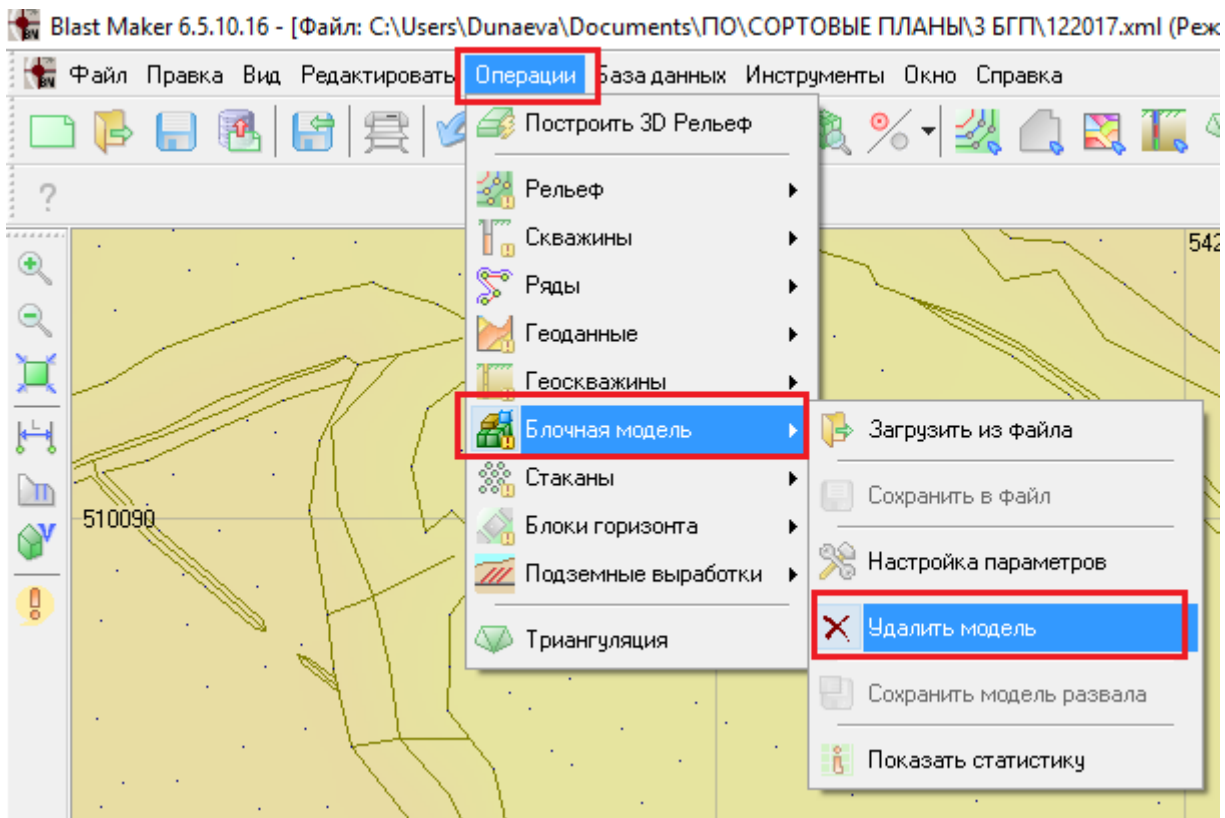 Blast Maker 6.5.10.16 - [Файл: C:\Users\Dunaeva\Documents\ПО\СОРТОВЫЕ ПЛАНЫ\3 БГП\122017.xml (Реж
Файл Правка Вид Редактировать Операции База данных Инструменты Окно Справка
Построить 3D Рельеф
Рельеф
Скважины
542
Ряды
Геоданные
Геоскважины
Блочная модель
Загрузить из файла
Стаканы
Сохранить в файл
510090
Блоки горизонта
Настройка параметров
Подземные выработки
Удалить модель
Триангуляция
Сохранить модель развала
Показать статистику